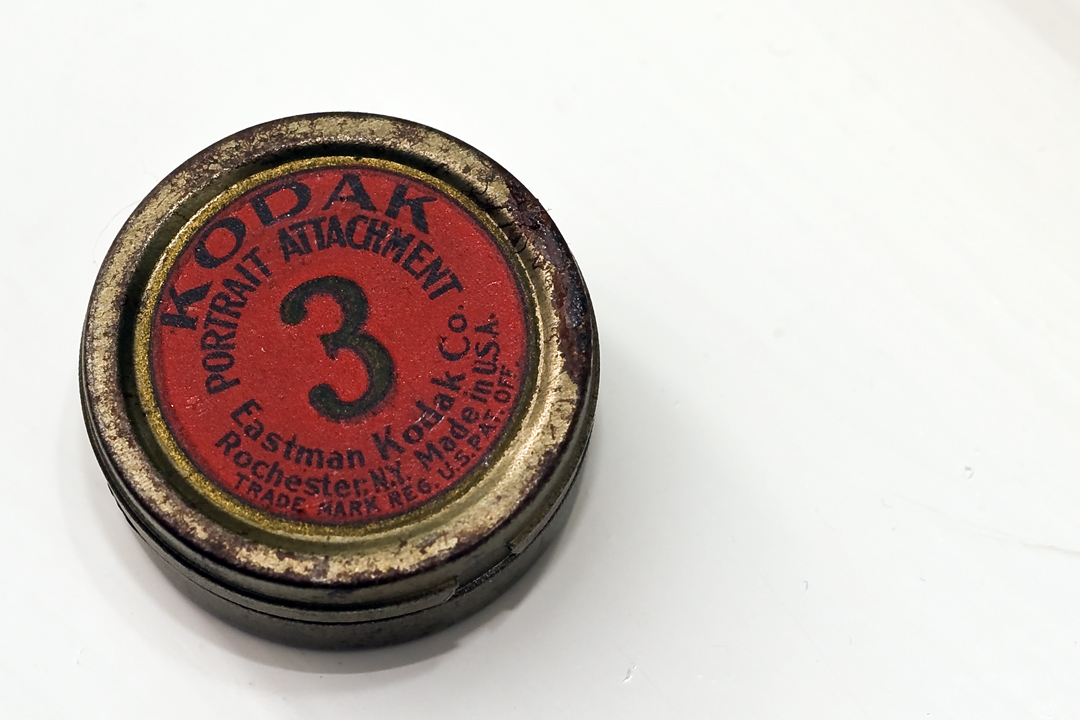 KODAK
PORTRAIT ATTACHMENT
3
Eastman Kodak Co.
Rochester, N.Y. Made in U.S.A.
TRADE MARK REG. U.S. PAT. OFF.